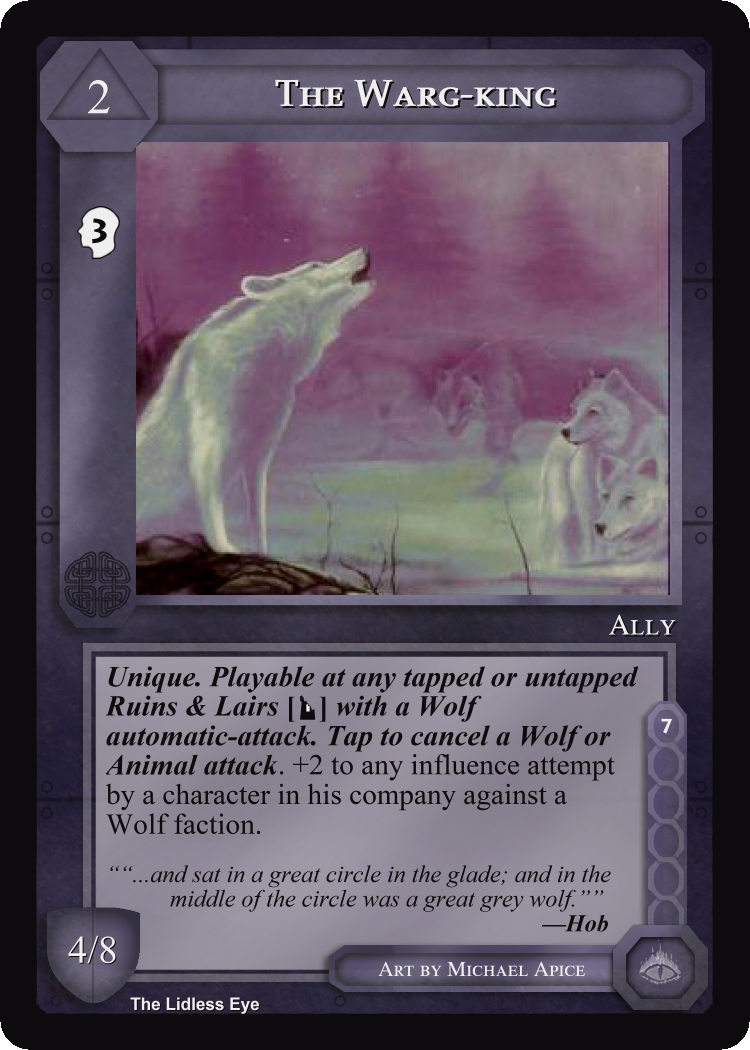 2
The Warg-king
3
Ally
Unique. Playable at any tapped or untapped
Ruins & Lairs [ ] with a Wolf
automatic-attack. Tap to cancel a Wolf or
Animal attack. +2 to any influence attempt
by a character in his company against a
Wolf faction.
7
““...and sat in a great circle in the glade; and in the
middle of the circle was a great grey wolf.””
—Hob
4/8
Art by Michael Apice
The Lidless Eye